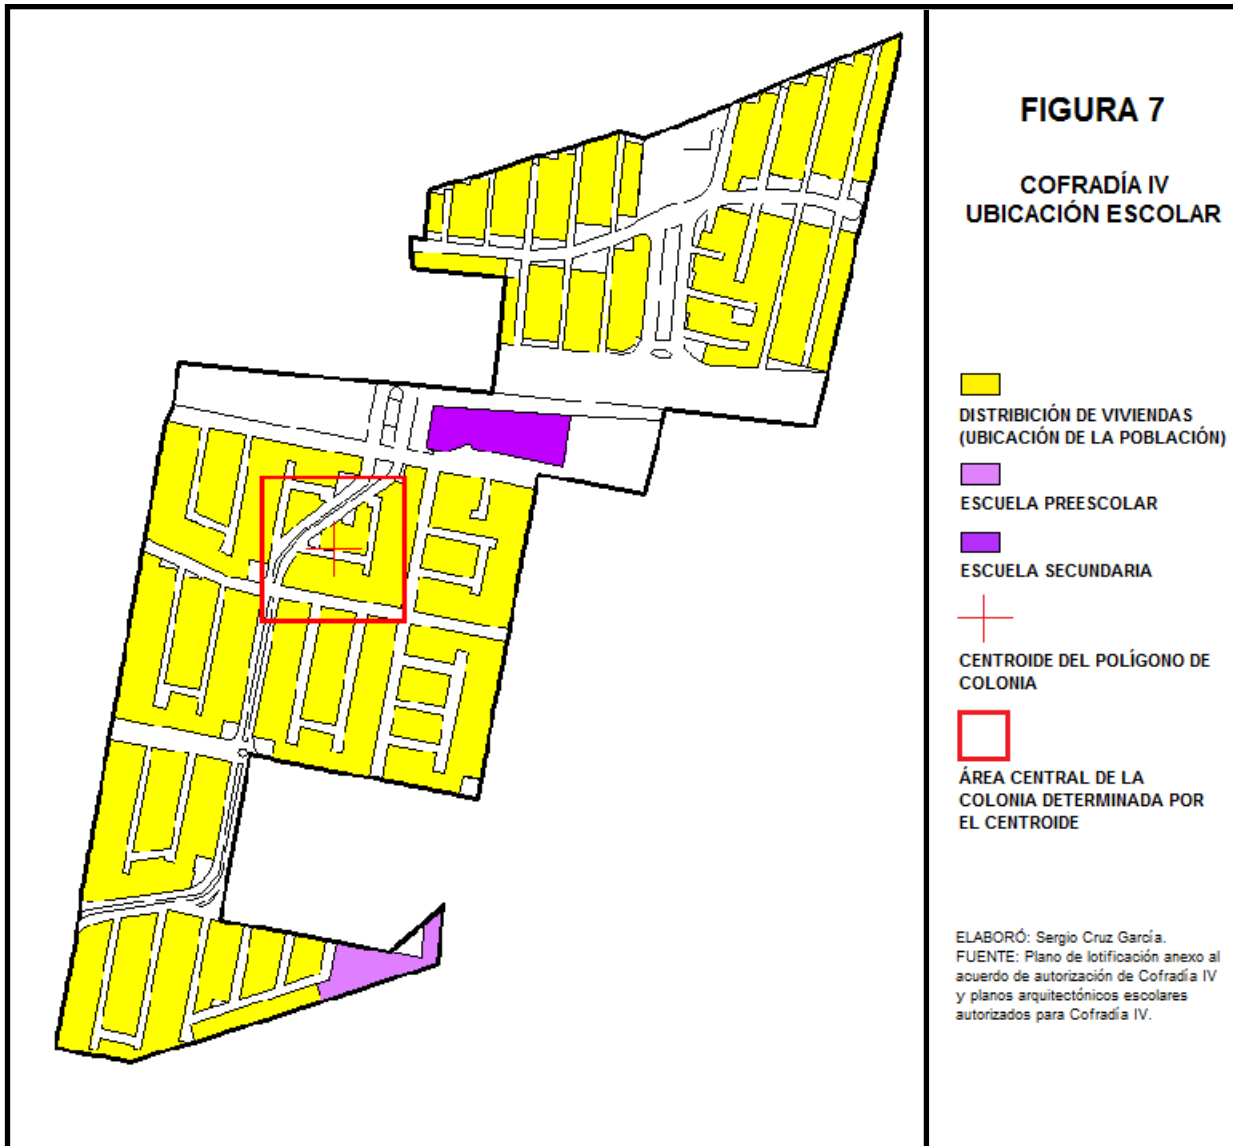 FIGURA 7
COFRADÍA IV
UBICACIÓN ESCOLAR
DISTRIBICIÓN DE VIVIENDAS
(UBICACIÓN DE LA POBLACIÓN)
ESCUELA PREESCOLAR
ESCUELA SECUNDARIA
CENTROIDE DEL POLÍGONO DE
COLONIA
ÁREA CENTRAL DE LA
COLONIA DETERMINADA POR
EL CENTROIDE
ELABORÓ: Sergio Cruz García.
FUENTE: Plano de lotificación anexo al
acuerdo de autorización de Cofradía IV
y planos arquitectónicos escolares
autorizados para Cofradía IV.